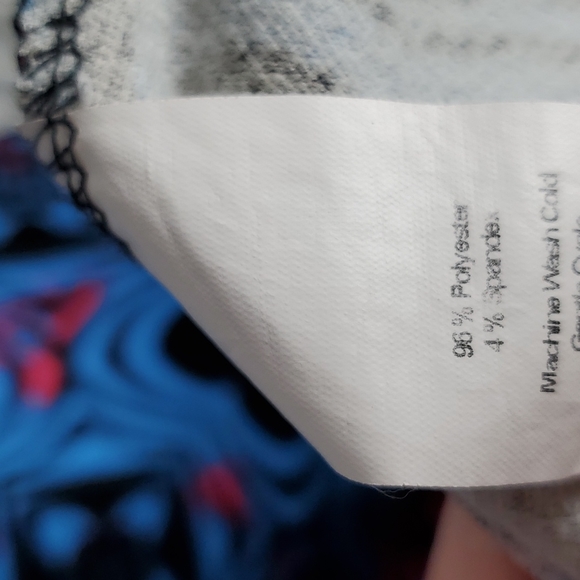 96 % Polyester
4 % Spandex
Machine Wash Cold